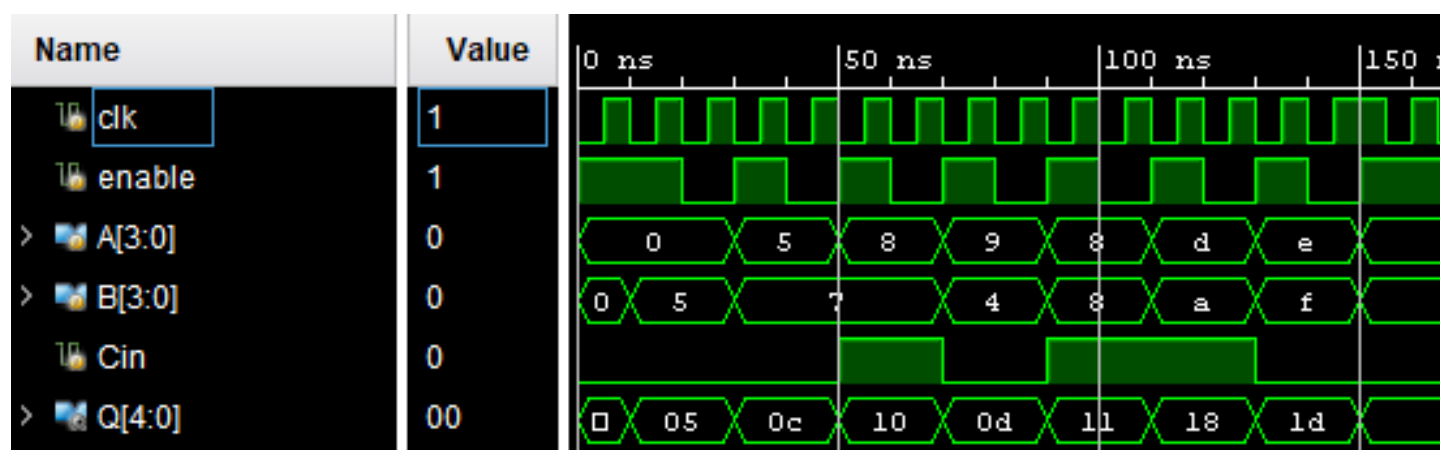 Name Value 0 ns 50 ns 100 ns 150
clk 1
enable 1
A[3:0] 0 0 5 8 9 8 d e
B[3:0] 0 0 5 7 4 8 a f
Cin 0
Q[4:0] 00 05 0c 10 0d 11 18 1d